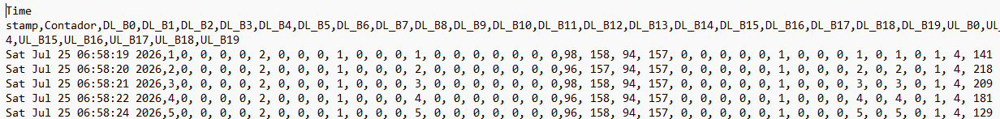 Time
stamp,Contador,DL_B0,DL_B1,DL_B2,DL_B3,DL_B4,DL_B5,DL_B6,DL_B7,DL_B8,DL_B9,DL_B10,DL_B11,DL_B12,DL_B13,DL_B14,DL_B15,DL_B16,DL_B17,DL_B18,DL_B19,UL_B0,UL_
4,UL_B15,UL_B16,UL_B17,UL_B18,UL_B19
Sat Jul 25 06:58:19 2026,1,0, 0, 0, 0, 2, 0, 0, 0, 1, 0, 0, 0, 1, 0, 0, 0, 0, 0, 0, 0,98, 158, 94, 157, 0, 0, 0, 0, 1, 0, 0, 0, 1, 0, 1, 0, 1, 4, 141
Sat Jul 25 06:58:20 2026,2,0, 0, 0, 0, 2, 0, 0, 0, 1, 0, 0, 0, 2, 0, 0, 0, 0, 0, 0, 0,96, 157, 94, 157, 0, 0, 0, 0, 1, 0, 0, 0, 2, 0, 2, 0, 1, 4, 218
Sat Jul 25 06:58:21 2026,3,0, 0, 0, 0, 2, 0, 0, 0, 1, 0, 0, 0, 3, 0, 0, 0, 0, 0, 0, 0,98, 158, 94, 157, 0, 0, 0, 0, 1, 0, 0, 0, 3, 0, 3, 0, 1, 4, 209
Sat Jul 25 06:58:22 2026,4,0, 0, 0, 0, 2, 0, 0, 0, 1, 0, 0, 0, 4, 0, 0, 0, 0, 0, 0, 0,96, 158, 94, 157, 0, 0, 0, 0, 1, 0, 0, 0, 4, 0, 4, 0, 1, 4, 181
Sat Jul 25 06:58:24 2026,5,0, 0, 0, 0, 2, 0, 0, 0, 1, 0, 0, 0, 5, 0, 0, 0, 0, 0, 0, 0,96, 158, 94, 157, 0, 0, 0, 0, 1, 0, 0, 0, 5, 0, 5, 0, 1, 4, 129